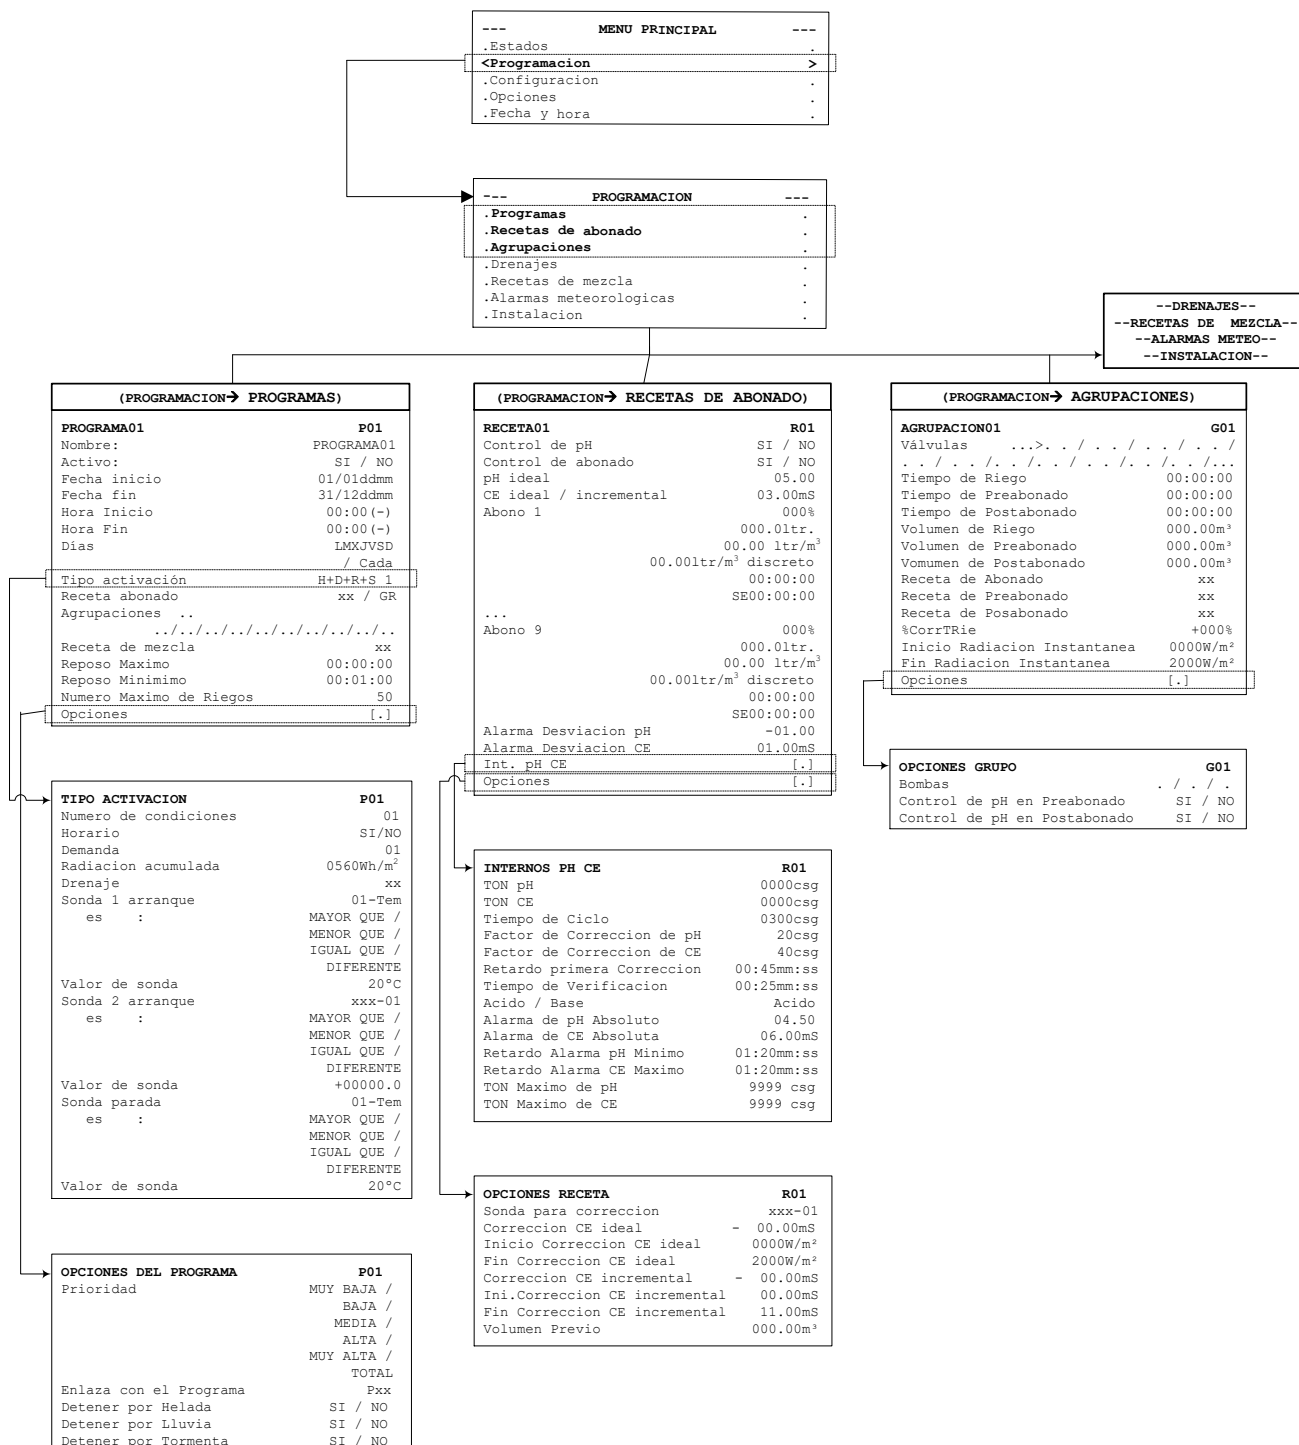 --- MENU PRINCIPAL ---
.Estados .
<Programacion >
.Configuracion .
.Opciones .
.Fecha y hora .
--- PROGRAMACION ---
.Programas .
.Recetas de abonado .
.Agrupaciones .
.Drenajes .
.Recetas de mezcla .
.Alarmas meteorologicas .
.Instalacion .
--DRENAJES--
--RECETAS DE MEZCLA--
--ALARMAS METEO--
--INSTALACION--
(PROGRAMACION→ PROGRAMAS)
PROGRAMA01 P01
Nombre: PROGRAMA01
Activo: SI / NO
Fecha inicio 01/01ddmm
Fecha fin 31/12ddmm
Hora Inicio 00:00(-)
Hora Fin 00:00(-)
Días LMXJVSD
/ Cada
Tipo activación H+D+R+S 1
Receta abonado xx / GR
Agrupaciones ..
../../../../../../../../../..
Receta de mezcla xx
Reposo Maximo 00:00:00
Reposo Minimimo 00:01:00
Numero Maximo de Riegos 50
Opciones [.]
TIPO ACTIVACION P01
Numero de condiciones 01
Horario SI/NO
Demanda 01
Radiacion acumulada 0560Wh/m²
Drenaje xx
Sonda 1 arranque 01-Tem
es : MAYOR QUE /
MENOR QUE /
IGUAL QUE /
DIFERENTE
Valor de sonda 20°C
Sonda 2 arranque xxx-01
es : MAYOR QUE /
MENOR QUE /
IGUAL QUE /
DIFERENTE
Valor de sonda +00000.0
Sonda parada 01-Tem
es : MAYOR QUE /
MENOR QUE /
IGUAL QUE /
DIFERENTE
Valor de sonda 20°C
OPCIONES DEL PROGRAMA P01
Prioridad MUY BAJA /
BAJA /
MEDIA /
ALTA /
MUY ALTA /
TOTAL
Enlaza con el Programa Pxx
Detener por Helada SI / NO
Detener por Lluvia SI / NO
Detener por Tormenta SI / NO
(PROGRAMACION→ RECETAS DE ABONADO)
RECETA01 R01
Control de pH SI / NO
Control de abonado SI / NO
pH ideal 05.00
CE ideal / incremental 03.00mS
Abono 1 000%
000.0ltr.
00.00 ltr/m³
00.00ltr/m³ discreto
00:00:00
SE00:00:00
...
Abono 9 000%
000.0ltr.
00.00 ltr/m³
00.00ltr/m³ discreto
00:00:00
SE00:00:00
Alarma Desviacion pH -01.00
Alarma Desviacion CE 01.00mS
Int. pH CE [.]
Opciones [.]
INTERNOS PH CE R01
TON pH 0000csg
TON CE 0000csg
Tiempo de Ciclo 0300csg
Factor de Correccion de pH 20csg
Factor de Correccion de CE 40csg
Retardo primera Correccion 00:45mm:ss
Tiempo de Verificacion 00:25mm:ss
Acido / Base Acido
Alarma de pH Absoluto 04.50
Alarma de CE Absoluta 06.00mS
Retardo Alarma pH Minimo 01:20mm:ss
Retardo Alarma CE Maximo 01:20mm:ss
TON Maximo de pH 9999 csg
TON Maximo de CE 9999 csg
OPCIONES RECETA R01
Sonda para correccion xxx-01
Correccion CE ideal - 00.00mS
Inicio Correccion CE ideal 0000W/m²
Fin Correccion CE ideal 2000W/m²
Correccion CE incremental - 00.00mS
Ini.Correccion CE incremental 00.00mS
Fin Correccion CE incremental 11.00mS
Volumen Previo 000.00m³
(PROGRAMACION→ AGRUPACIONES)
AGRUPACION01 G01
Válvulas ...>. . / . . / . . / . . /
. . / . . /. . /. . / . . /. . /. . /...
Tiempo de Riego 00:00:00
Tiempo de Preabonado 00:00:00
Tiempo de Postabonado 00:00:00
Volumen de Riego 000.00m³
Volumen de Preabonado 000.00m³
Vomumen de Postabonado 000.00m³
Receta de Abonado xx
Receta de Preabonado xx
Receta de Posabonado xx
%CorrTRie +000%
Inicio Radiacion Instantanea 0000W/m²
Fin Radiacion Instantanea 2000W/m²
Opciones [.]
OPCIONES GRUPO G01
Bombas . / . / .
Control de pH en Preabonado SI / NO
Control de pH en Postabonado SI / NO